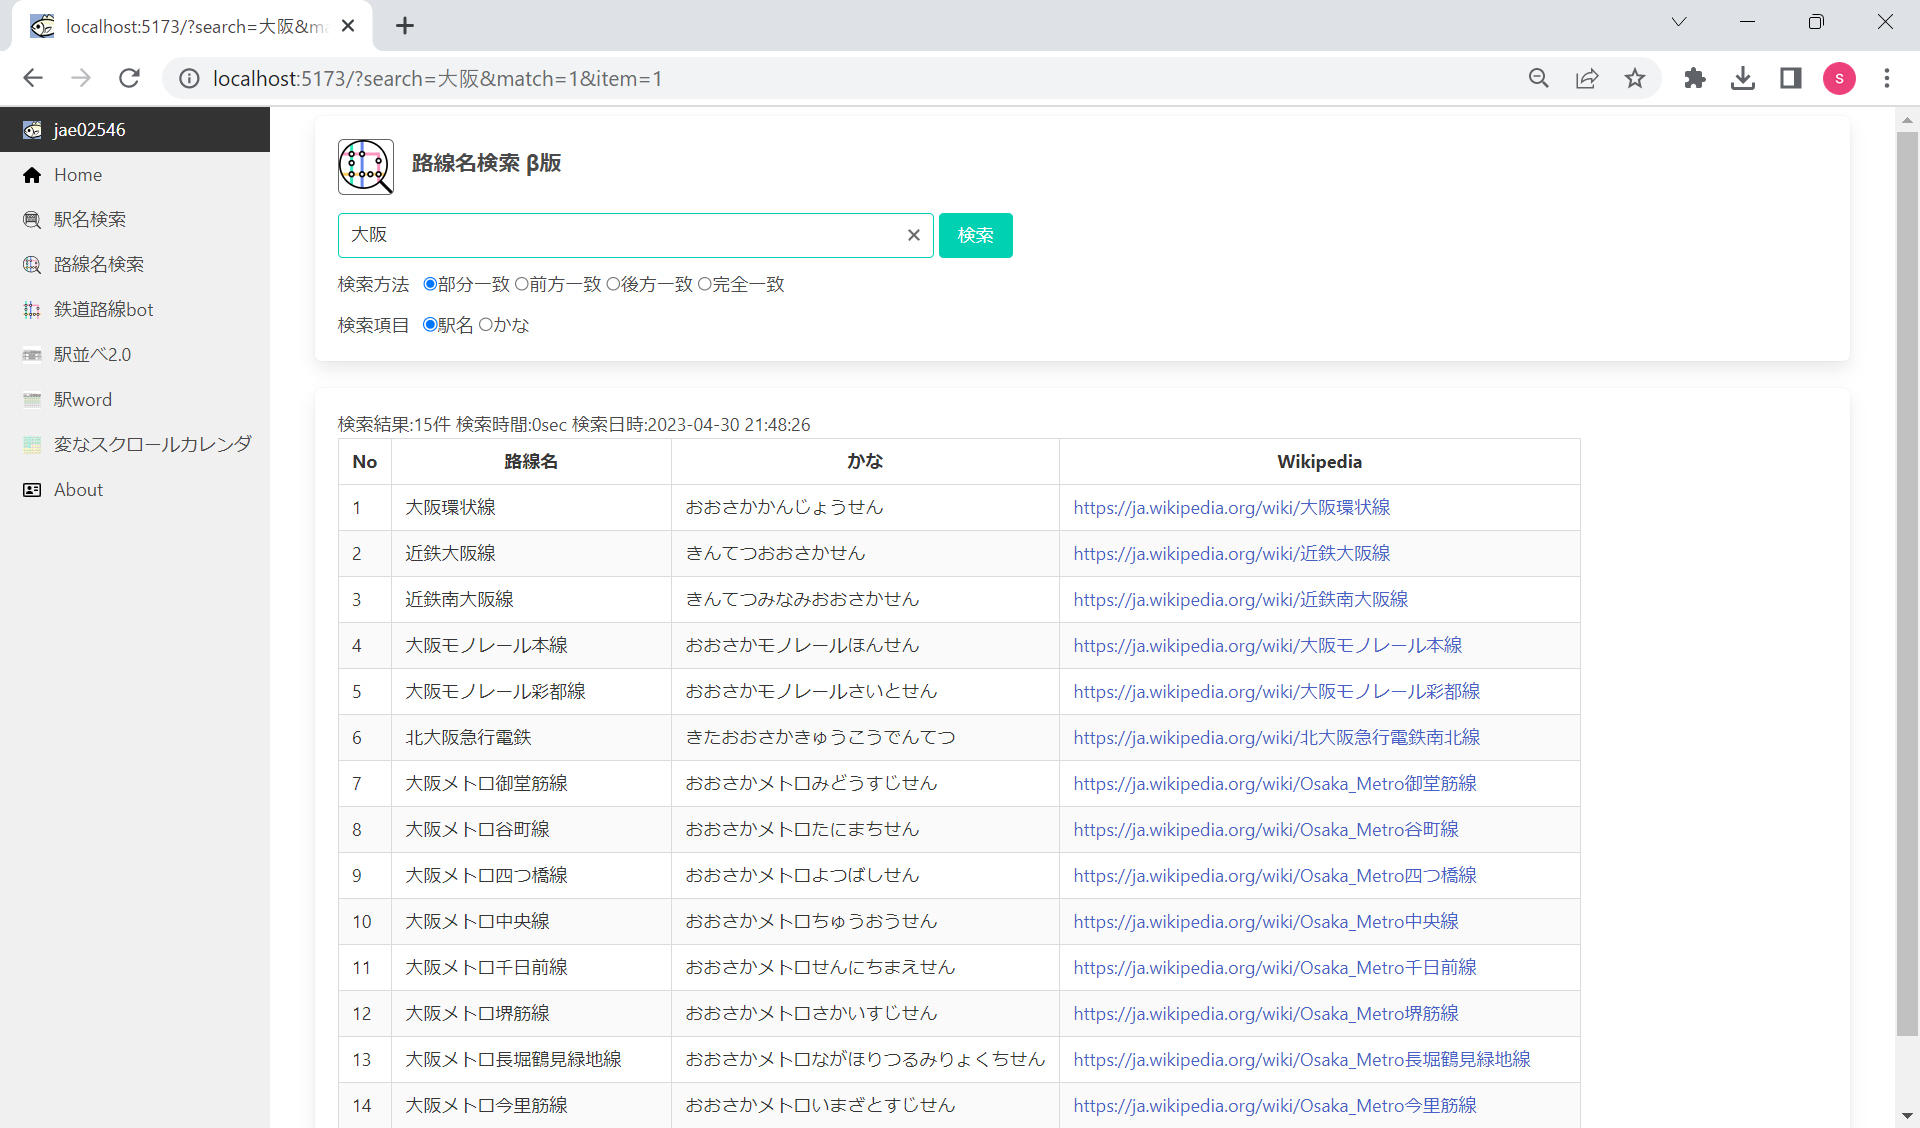 localhost:5173/?search=大阪&m
localhost:5173/?search=大阪&match=1&item=1
s
jae02546
Home
駅名検索
路線名検索
鉄道路線bot
駅並べ2.0
駅word
変なスクロールカレンダ
About
路線名検索 β版
大阪
検索
検索方法 部分一致 前方一致 後方一致 完全一致
検索項目 駅名 かな
検索結果:15件 検索時間:0sec 検索日時:2023-04-30 21:48:26
No 路線名 かな Wikipedia
1 大阪環状線 おおさかかんじょうせん https://ja.wikipedia.org/wiki/大阪環状線
2 近鉄大阪線 きんてつおおさかせん https://ja.wikipedia.org/wiki/近鉄大阪線
3 近鉄南大阪線 きんてつみなみおおさかせん https://ja.wikipedia.org/wiki/近鉄南大阪線
4 大阪モノレール本線 おおさかモノレールほんせん https://ja.wikipedia.org/wiki/大阪モノレール本線
5 大阪モノレール彩都線 おおさかモノレールさいとせん https://ja.wikipedia.org/wiki/大阪モノレール彩都線
6 北大阪急行電鉄 きたおおさかきゅうこうでんてつ https://ja.wikipedia.org/wiki/北大阪急行電鉄南北線
7 大阪メトロ御堂筋線 おおさかメトロみどうすじせん https://ja.wikipedia.org/wiki/Osaka_Metro御堂筋線
8 大阪メトロ谷町線 おおさかメトロたにまちせん https://ja.wikipedia.org/wiki/Osaka_Metro谷町線
9 大阪メトロ四つ橋線 おおさかメトロよつばしせん https://ja.wikipedia.org/wiki/Osaka_Metro四つ橋線
10 大阪メトロ中央線 おおさかメトロちゅうおうせん https://ja.wikipedia.org/wiki/Osaka_Metro中央線
11 大阪メトロ千日前線 おおさかメトロせんにちまえせん https://ja.wikipedia.org/wiki/Osaka_Metro千日前線
12 大阪メトロ堺筋線 おおさかメトロさかいすじせん https://ja.wikipedia.org/wiki/Osaka_Metro堺筋線
13 大阪メトロ長堀鶴見緑地線 おおさかメトロながほりつるみりょくちせん https://ja.wikipedia.org/wiki/Osaka_Metro長堀鶴見緑地線
14 大阪メトロ今里筋線 おおさかメトロいまざとすじせん https://ja.wikipedia.org/wiki/Osaka_Metro今里筋線